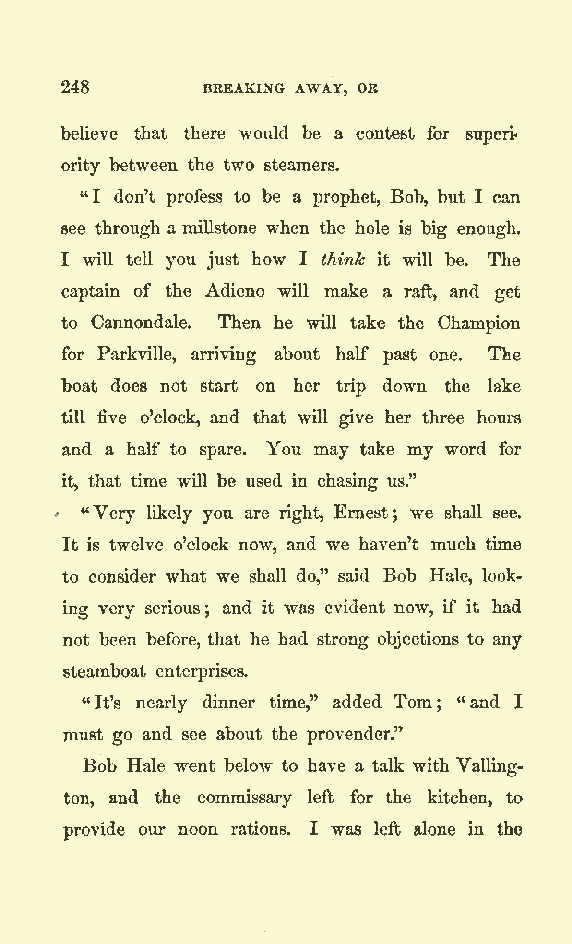 248 BREAKING AWAY, OR
believe that there would be a contest for superi-
ority between the two steamers.
"I don't profess to be a prophet, Bob, but I can
see through a millstone when the hole is big enough.
I will tell you just how I think it will be. The
captain of the Adieno will make a raft, and get
to Cannondale. Then he will take the Champion
for Parkville, arriving about half past one. The
boat does not start on her trip down the lake
till five o'clock, and that will give her three hours
and a half to spare. You may take my word for
it, that time will be used in chasing us."
"Very likely you are right, Ernest; we shall see.
It is twelve o'clock now, and we haven't much time
to consider what we shall do," said Bob Hale, look-
ing very serious; and it was evident now, if it had
not been before, that he had strong objections to any
steamboat enterprises.
"It's nearly dinner time," added Tom; "and I
must go and see about the provender."
Bob Hale went below to have a talk with Valling-
ton, and the commissary left for the kitchen, to
provide our noon rations. I was left alone in the